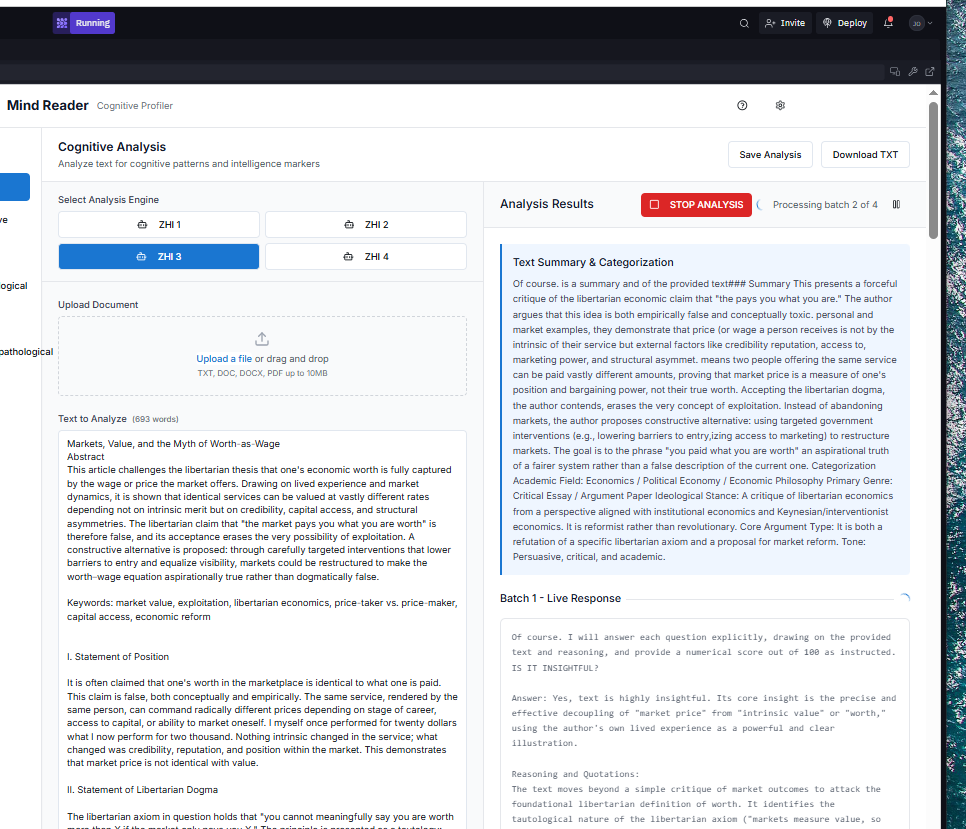 Running
Invite
Deploy
JD
Mind Reader Cognitive Profiler
Cognitive Analysis
Analyze text for cognitive patterns and intelligence markers
Save Analysis
Download TXT
ve
ological
pathological
Select Analysis Engine
ZHI 1
ZHI 2
ZHI 3
ZHI 4
Upload Document
Upload a file or drag and drop
TXT, DOC, DOCX, PDF up to 10MB
Text to Analyze (693 words)
Markets, Value, and the Myth of Worth-as-Wage
Abstract
This article challenges the libertarian thesis that one's economic worth is fully captured
by the wage or price the market offers. Drawing on lived experience and market
dynamics, it is shown that identical services can be valued at vastly different rates
depending not on intrinsic merit but on credibility, capital access, and structural
asymmetries. The libertarian claim that "the market pays you what you are worth" is
therefore false, and its acceptance erases the very possibility of exploitation. A
constructive alternative is proposed: through carefully targeted interventions that lower
barriers to entry and equalize visibility, markets could be restructured to make the
worth-wage equation aspirationally true rather than dogmatically false.
Keywords: market value, exploitation, libertarian economics, price-taker vs. price-maker,
capital access, economic reform
I. Statement of Position
It is often claimed that one's worth in the marketplace is identical to what one is paid.
This claim is false, both conceptually and empirically. The same service, rendered by the
same person, can command radically different prices depending on stage of career,
access to capital, or ability to market oneself. I myself once performed for twenty dollars
what I now perform for two thousand. Nothing intrinsic changed in the service; what
changed was credibility, reputation, and position within the market. This demonstrates
that market price is not identical with value.
II. Statement of Libertarian Dogma
The libertarian axiom in question holds that "you cannot meaningfully say you are worth
more than X if the market only pays you X." The principle is presented as a tautology:
Analysis Results
STOP ANALYSIS
Processing batch 2 of 4
Text Summary & Categorization
Of course. is a summary and of the provided text### Summary This presents a forceful
critique of the libertarian economic claim that "the pays you what you are." The author
argues that this idea is both empirically false and conceptually toxic. personal and
market examples, they demonstrate that price (or wage a person receives is not by the
intrinsic of their service but external factors like credibility reputation, access to,
marketing power, and structural asymmet. means two people offering the same service
can be paid vastly different amounts, proving that market price is a measure of one's
position and bargaining power, not their true worth. Accepting the libertarian dogma,
the author contends, erases the very concept of exploitation. Instead of abandoning
markets, the author proposes constructive alternative: using targeted government
interventions (e.g., lowering barriers to entry,izing access to marketing) to restructure
markets. The goal is to the phrase "you paid what you are worth" an aspirational truth
of a fairer system rather than a false description of the current one. Categorization
Academic Field: Economics / Political Economy / Economic Philosophy Primary Genre:
Critical Essay / Argument Paper Ideological Stance: A critique of libertarian economics
from a perspective aligned with institutional economics and Keynesian/interventionist
economics. It is reformist rather than revolutionary. Core Argument Type: It is both a
refutation of a specific libertarian axiom and a proposal for market reform. Tone:
Persuasive, critical, and academic.
Batch 1 - Live Response
Of course. I will answer each question explicitly, drawing on the provided
text and reasoning, and provide a numerical score out of 100 as instructed.
IS IT INSIGHTFUL?
Answer: Yes, text is highly insightful. Its core insight is the precise and
effective decoupling of "market price" from "intrinsic value" or "worth,"
using the author's own lived experience as a powerful and clear
illustration.
Reasoning and Quotations:
The text moves beyond a simple critique of market outcomes to attack the
foundational libertarian definition of worth. It identifies the
tautological nature of the libertarian axiom ("markets measure value, so